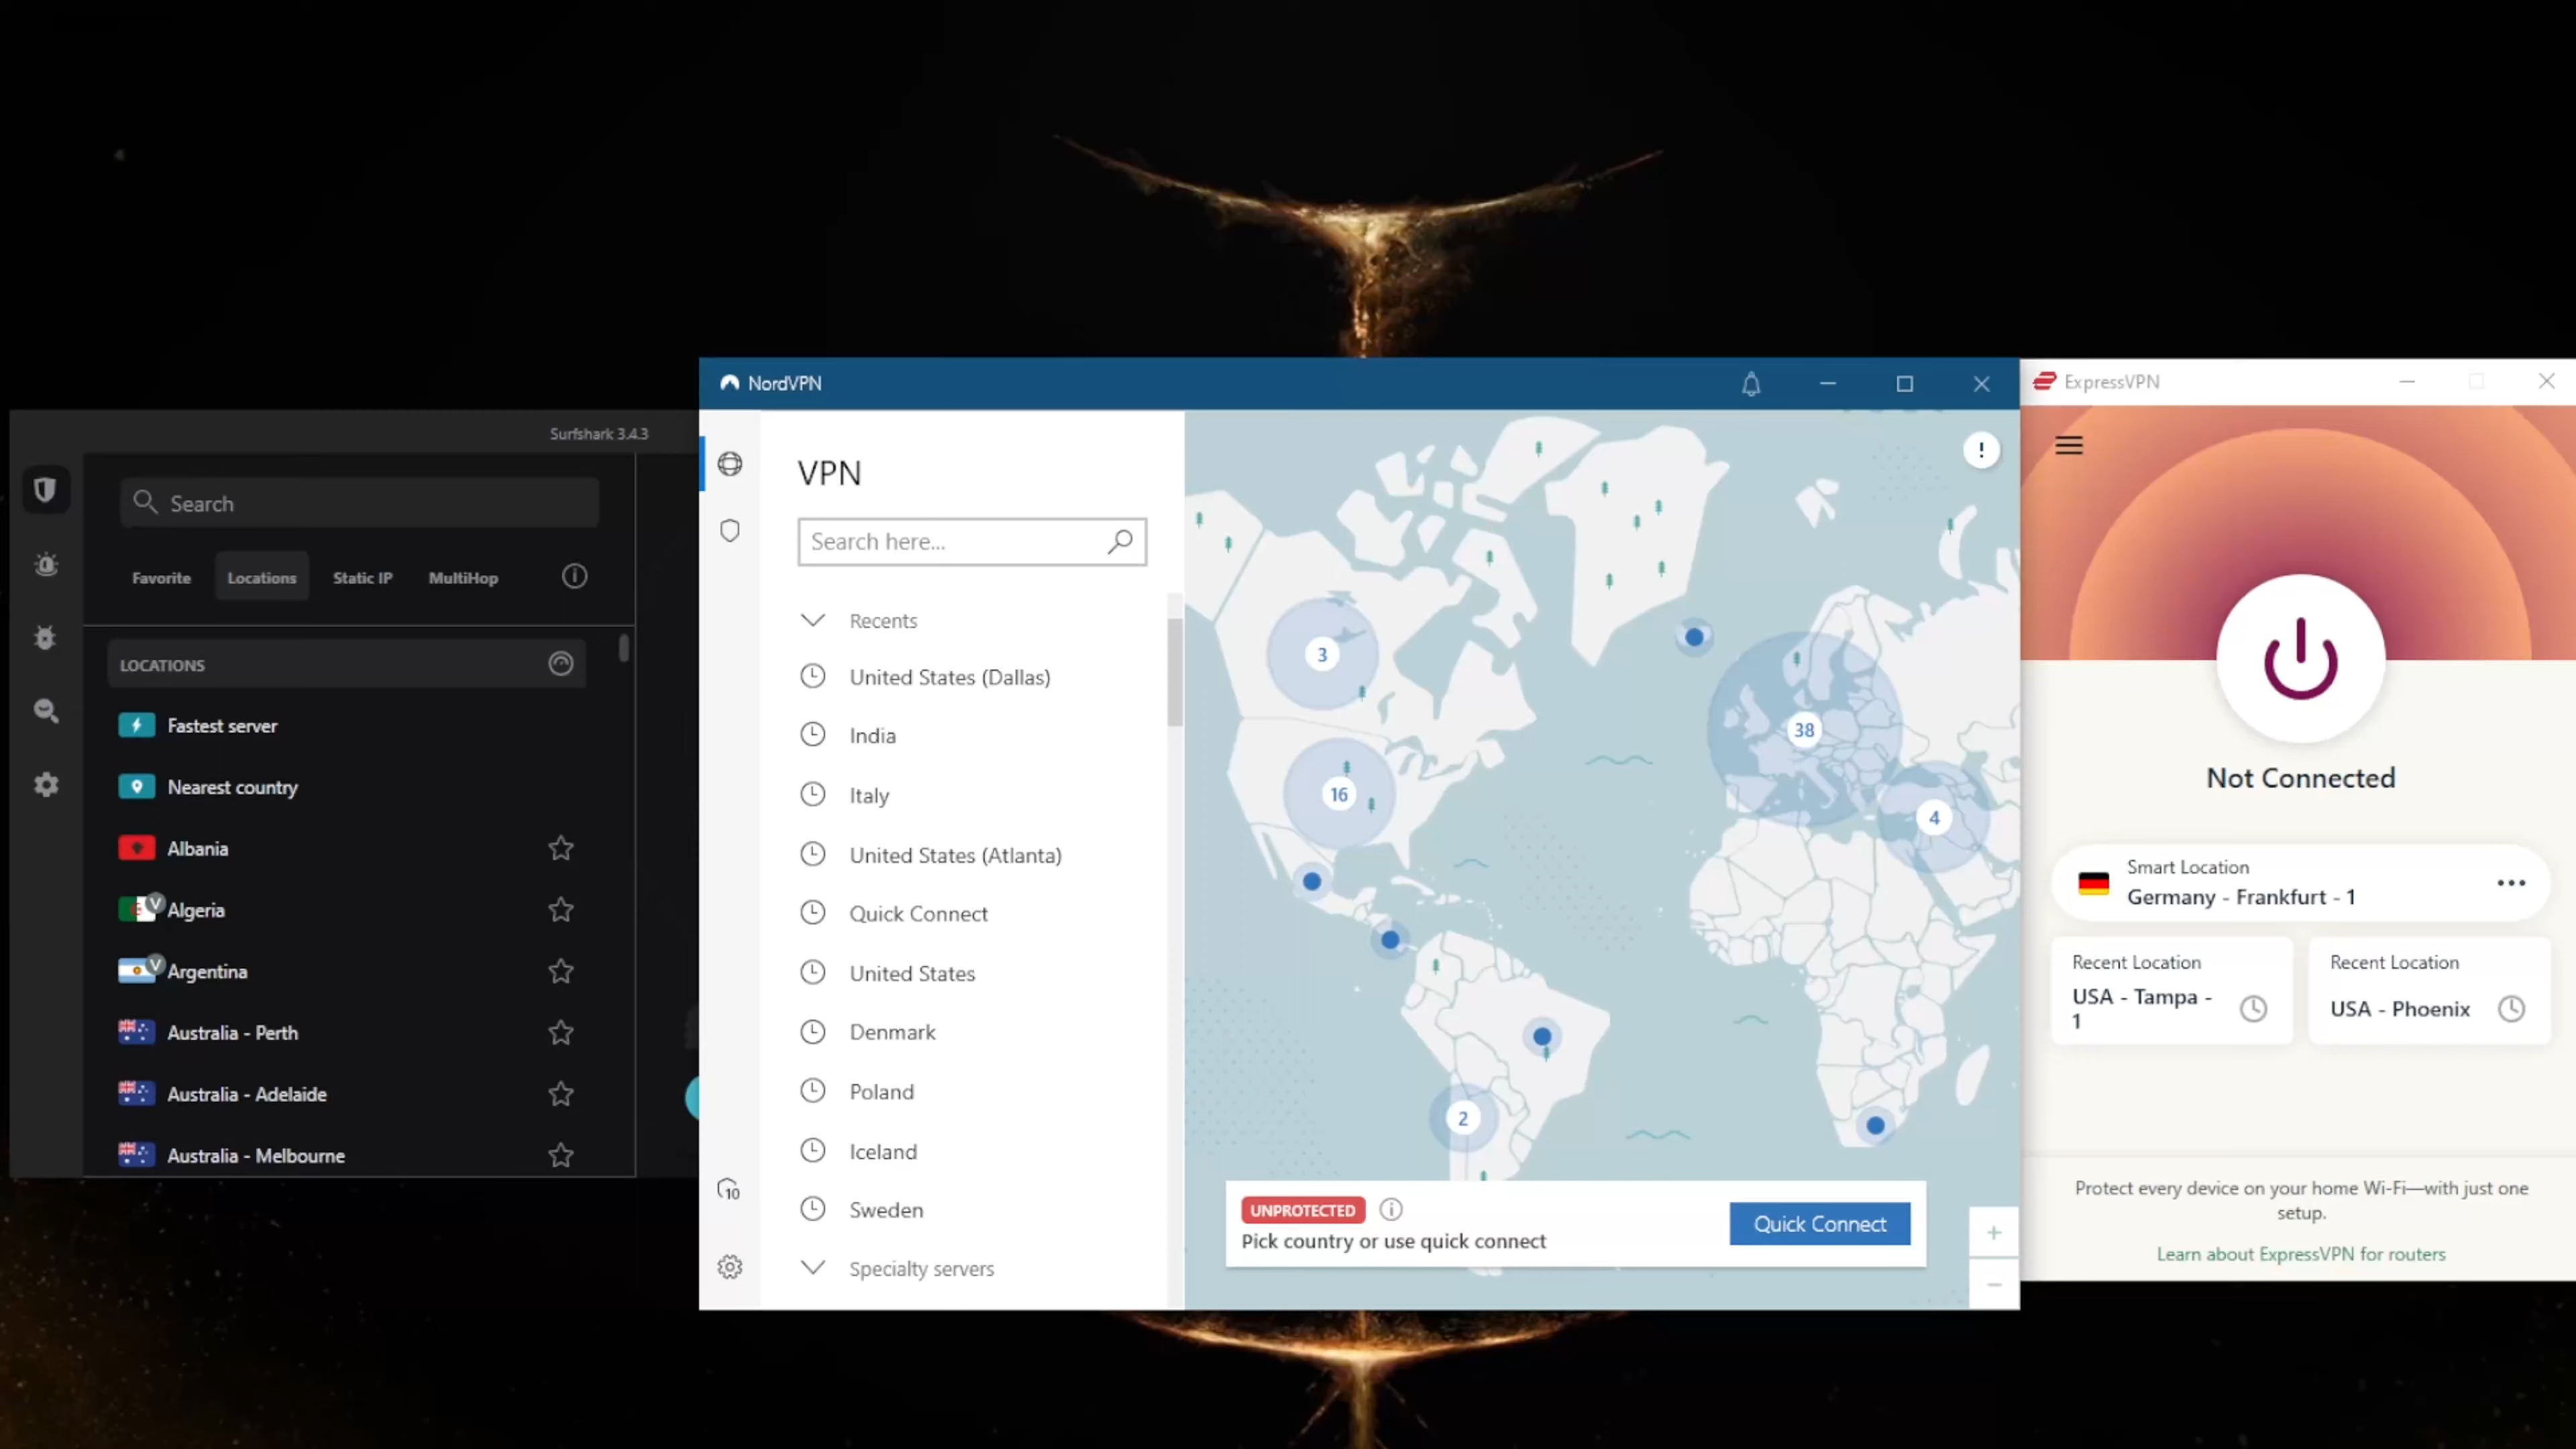 Surfshark 3.4.3
Search
Favorite
Locations
Static IP
MultiHop
LOCATIONS
Fastest server
Nearest country
Albania
V
Algeria
V
Argentina
Australia - Perth
Australia - Adelaide
Australia - Melbourne
NordVPN
VPN
Search here...
Recents
United States (Dallas)
India
Italy
United States (Atlanta)
Quick Connect
United States
Denmark
Poland
Iceland
Sweden
Specialty servers
10
!
3
38
16
4
2
UNPROTECTED
Pick country or use quick connect
Quick Connect
ExpressVPN
Not Connected
Smart Location
Germany - Frankfurt - 1
Recent Location
USA - Tampa -
1
Recent Location
USA - Phoenix
Protect every device on your home Wi-Fi—with just one
setup.
Learn about ExpressVPN for routers